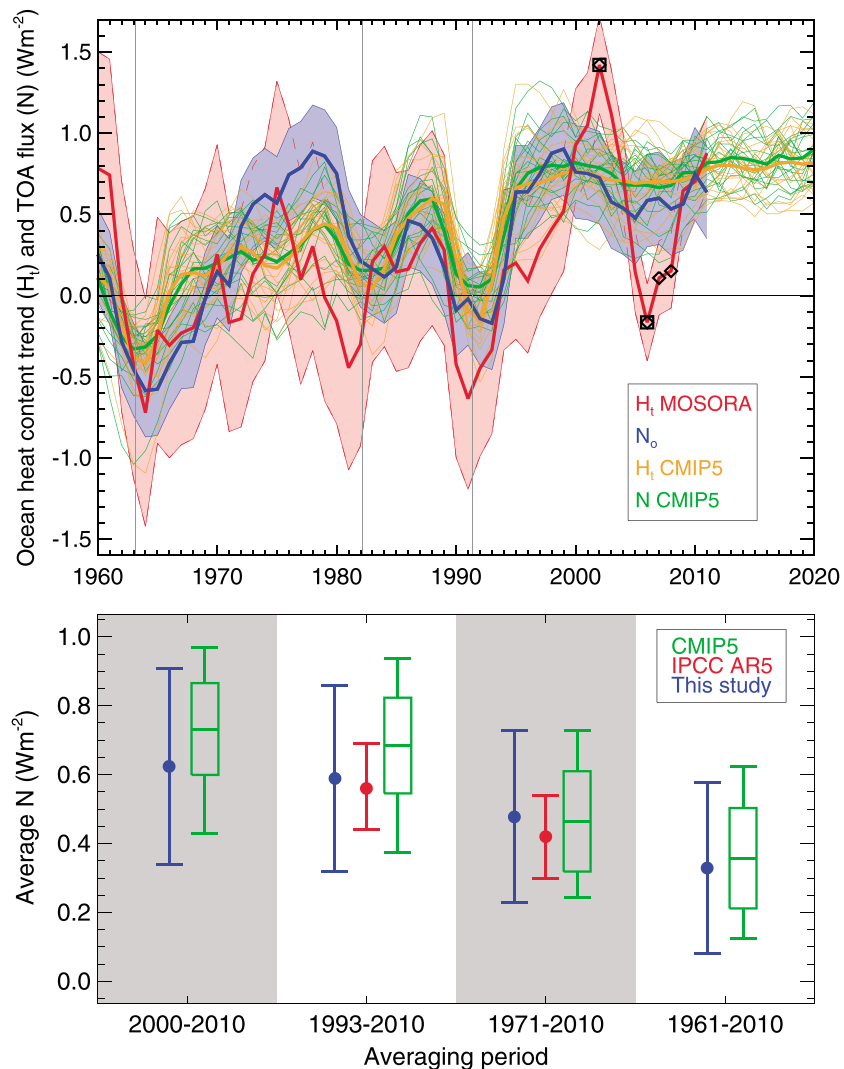 Ocean heat content trend (Hₜ) and TOA flux (N) (Wm⁻²)
1.5
1.0
0.5
0.0
-0.5
-1.0
-1.5
Hₜ MOSORA
Nₒ
Hₜ CMIP5
N CMIP5
1960 1970 1980 1990 2000 2010 2020
Average N (Wm⁻²)
1.0
0.8
0.6
0.4
0.2
0.0
CMIP5
IPCC AR5
This study
2000-2010 1993-2010 1971-2010 1961-2010
Averaging period